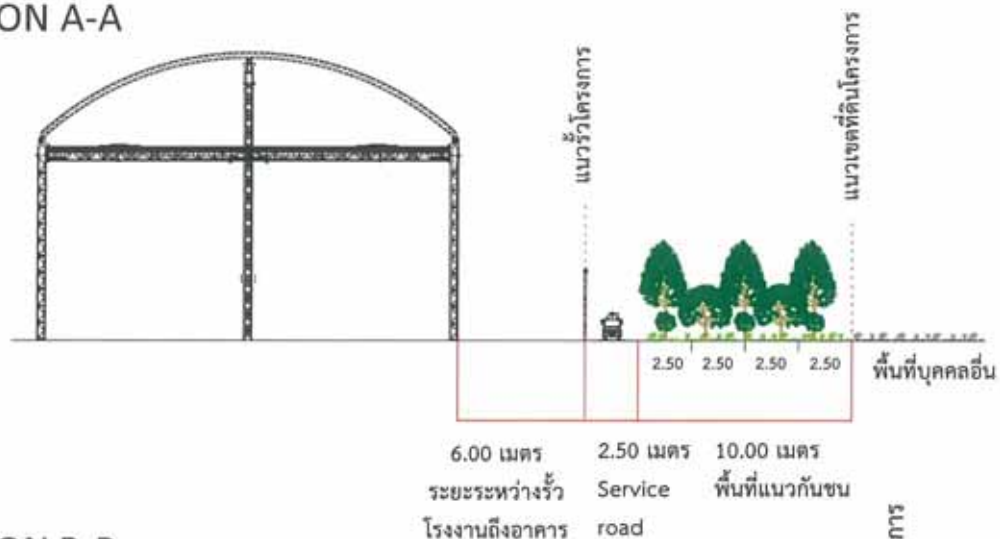 ON A-A
แนวรั้วโครงการ
แนวเขตที่ดินโครงการ
2.50 2.50 2.50 2.50
พื้นที่บุคคลอื่น
6.00 เมตร
ระยะระหว่างรั้ว
โรงงานถึงอาคาร
2.50 เมตร
Service
road
10.00 เมตร
พื้นที่แนวกันชน
การ